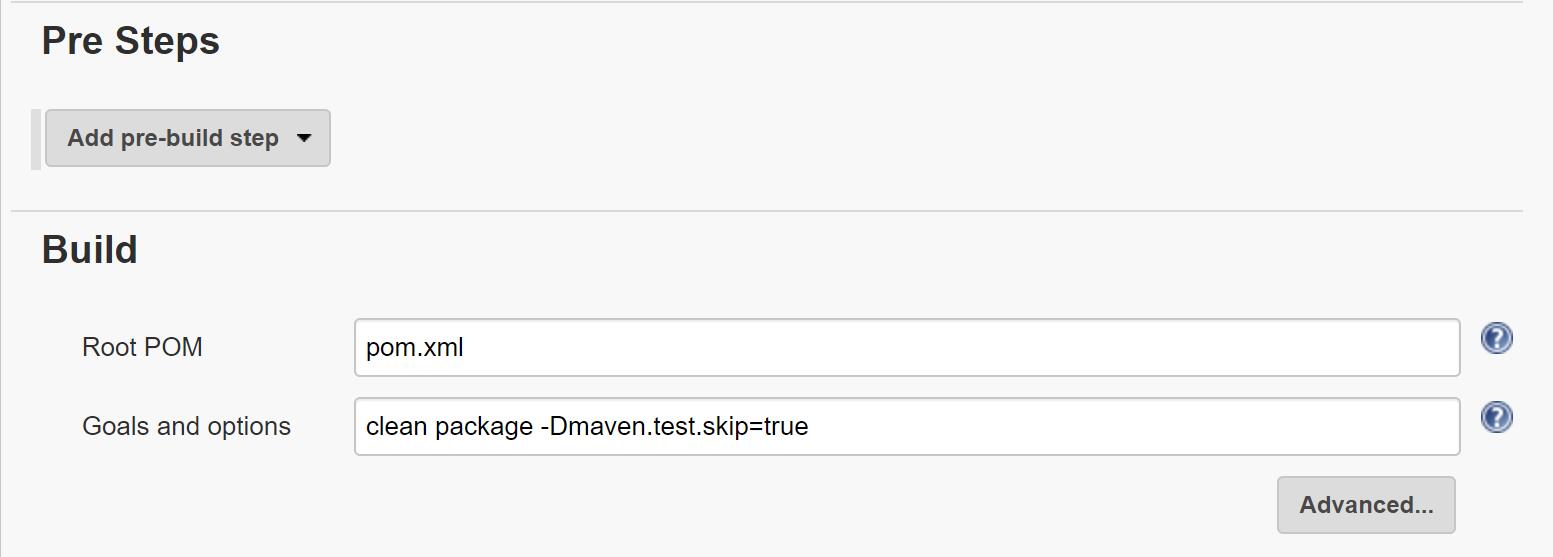 Pre Steps
Add pre-build step
Build
Root POM
pom.xml
Goals and options
clean package -Dmaven.test.skip=true
Advanced...